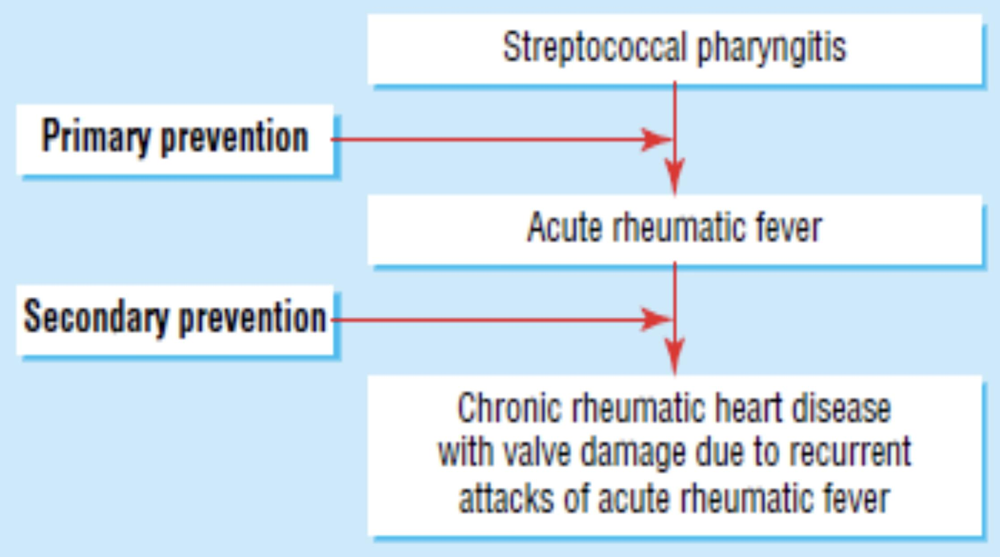 Streptococcal pharyngitis
Primary prevention
Acute rheumatic fever
Secondary prevention
Chronic rheumatic heart disease
with valve damage due to recurrent
attacks of acute rheumatic fever